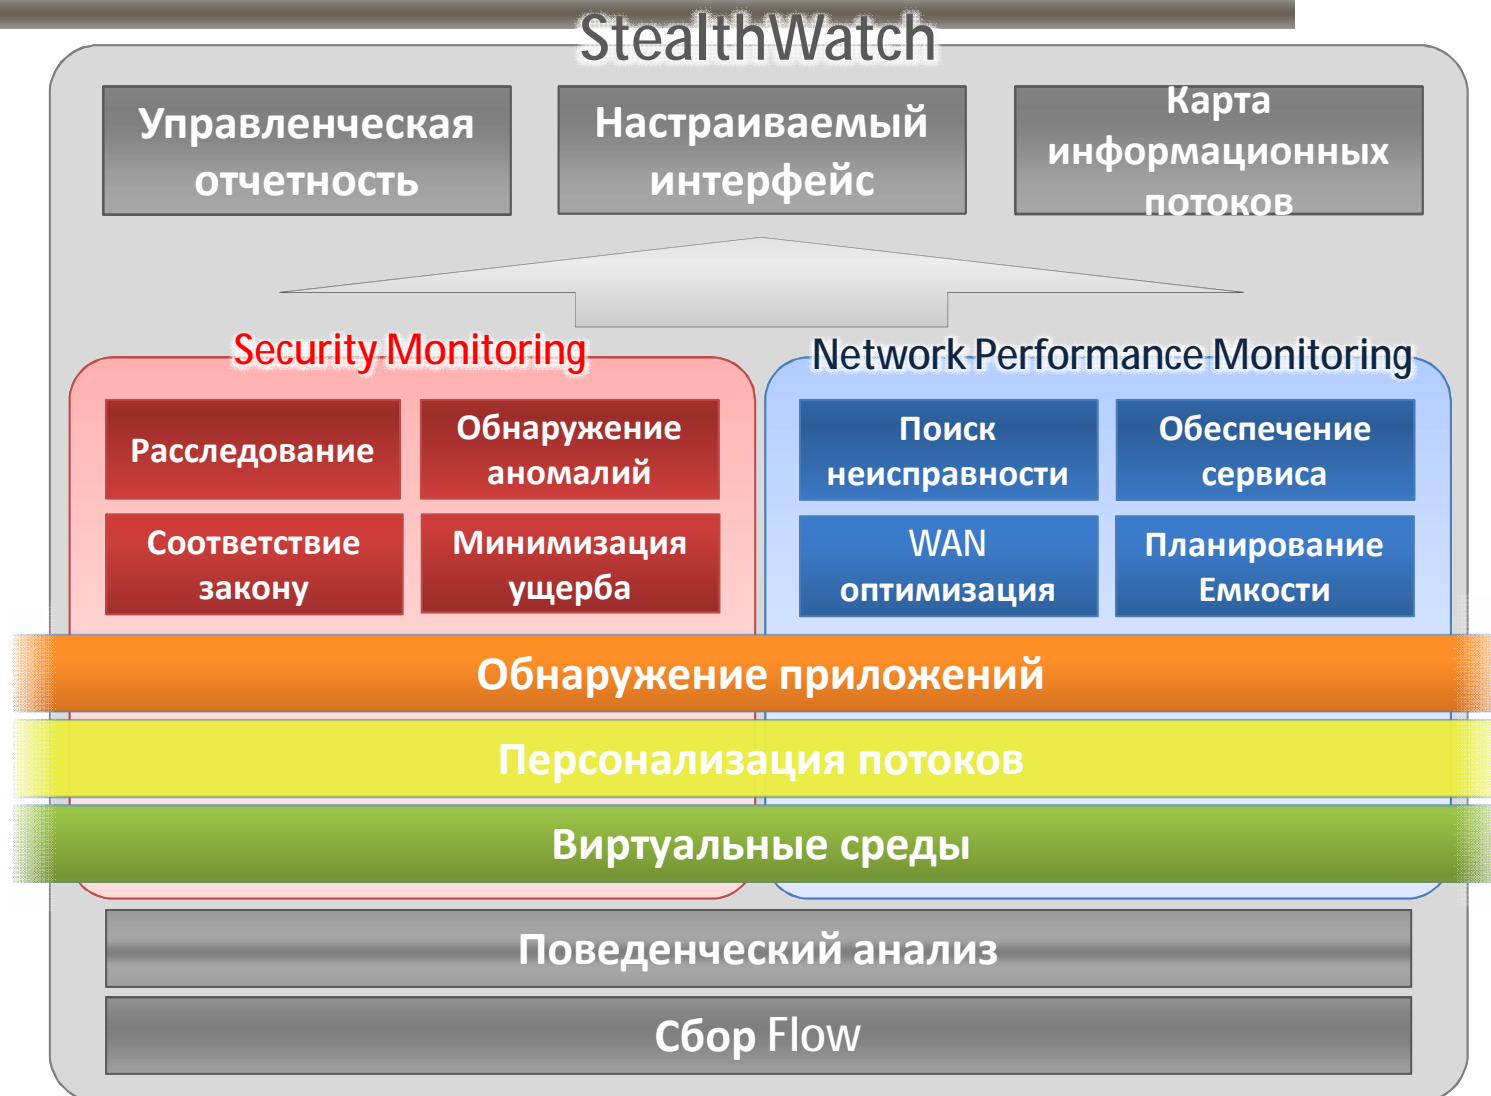 StealthWatch
Управленческая
отчетность
Настраиваемый
интерфейс
Карта
информационных
потоков
Security Monitoring
Расследование
Обнаружение
аномалий
Соответствие
закону
Минимизация
ущерба
Network Performance Monitoring
Поиск
неисправности
Обеспечение
сервиса
WAN
оптимизация
Планирование
Емкости
Обнаружение приложений
Персонализация потоков
Виртуальные среды
Поведенческий анализ
Сбор Flow